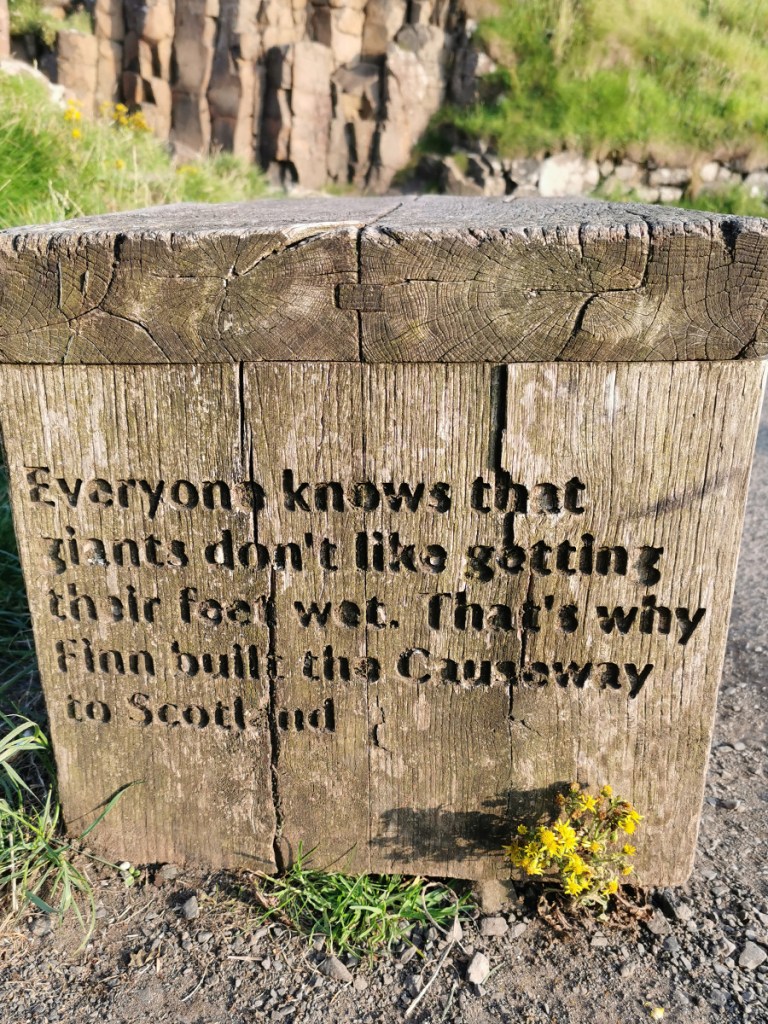 Everyone knows that
giants don't like getting
their feet wet. That's why
Finn built the Causeway
to Scotland